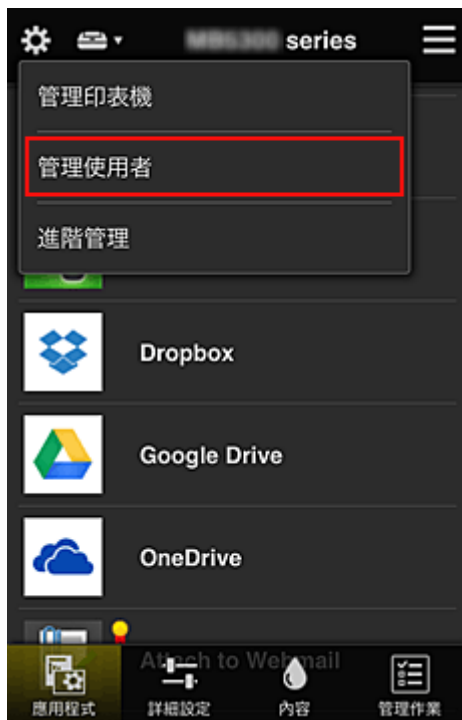 series
管理印表機
管理使用者
進階管理
Dropbox
Google Drive
OneDrive
Attach to Webmail
應用程式
詳細設定
內容
管理作業